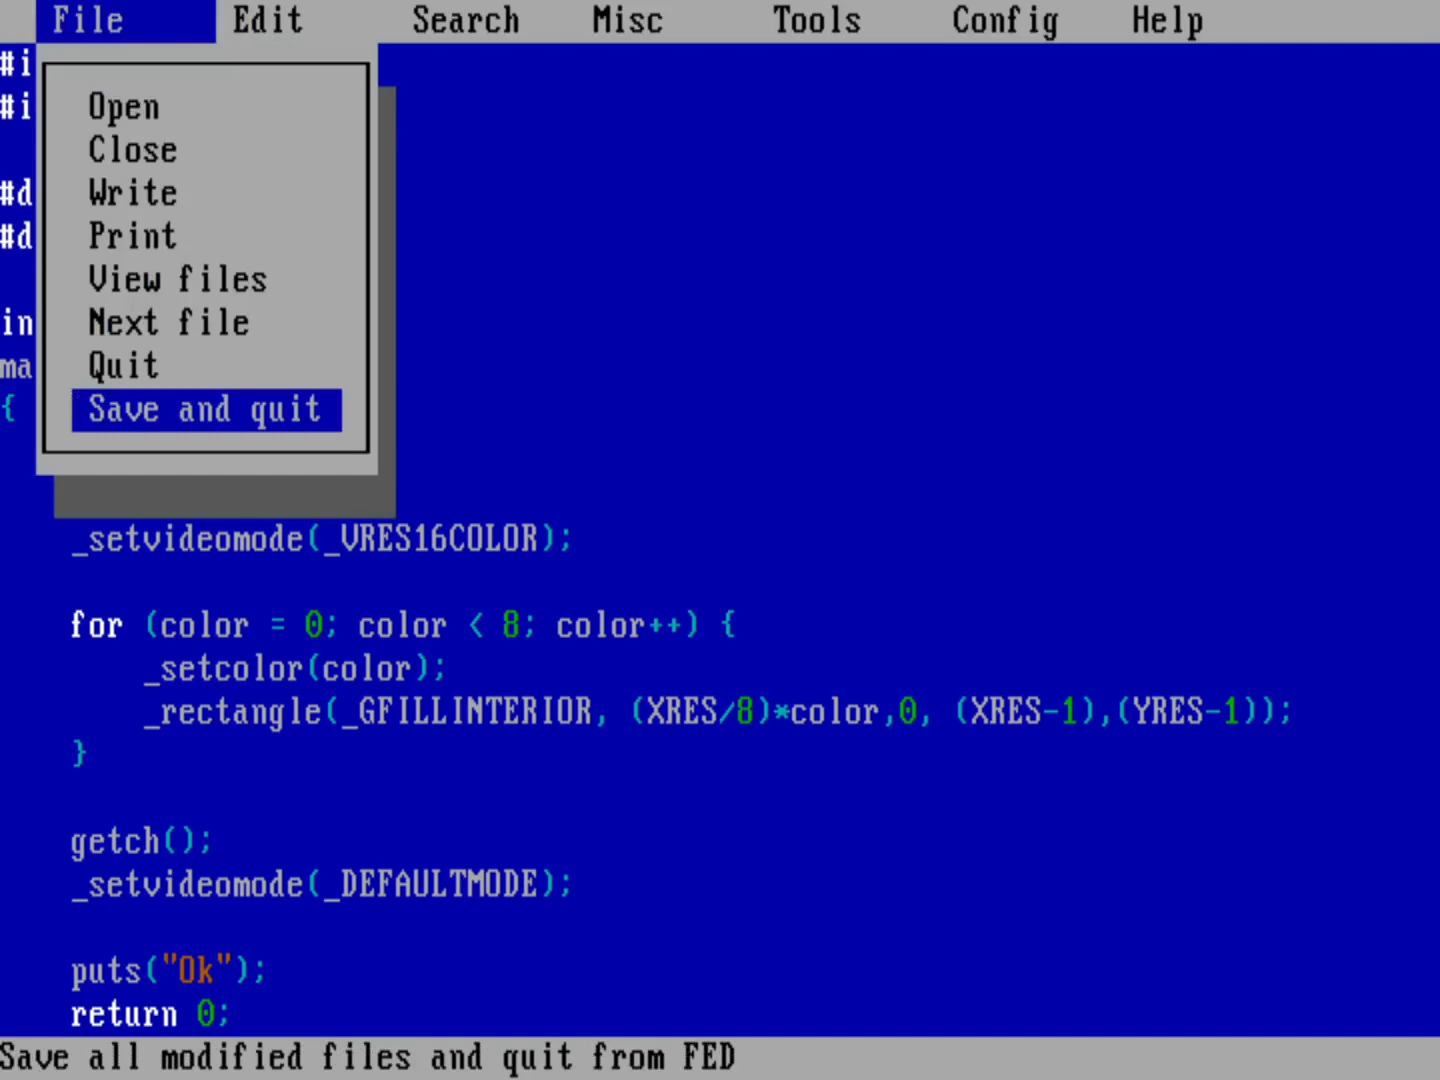 File Edit Search Misc Tools Config Help
#i
#i
Open
Close
#d Write
#d Print
View files
in Next file
ma Quit
{ Save and quit
_setvideomode(_VRES16COLOR);
for (color = 0; color < 8; color++) {
_setcolor(color);
_rectangle(_GFILLINTERIOR, (XRES/8)*color,0, (XRES-1),(YRES-1));
}
getch();
_setvideomode(_DEFAULTMODE);
puts("Ok");
return 0;
Save all modified files and quit from FED